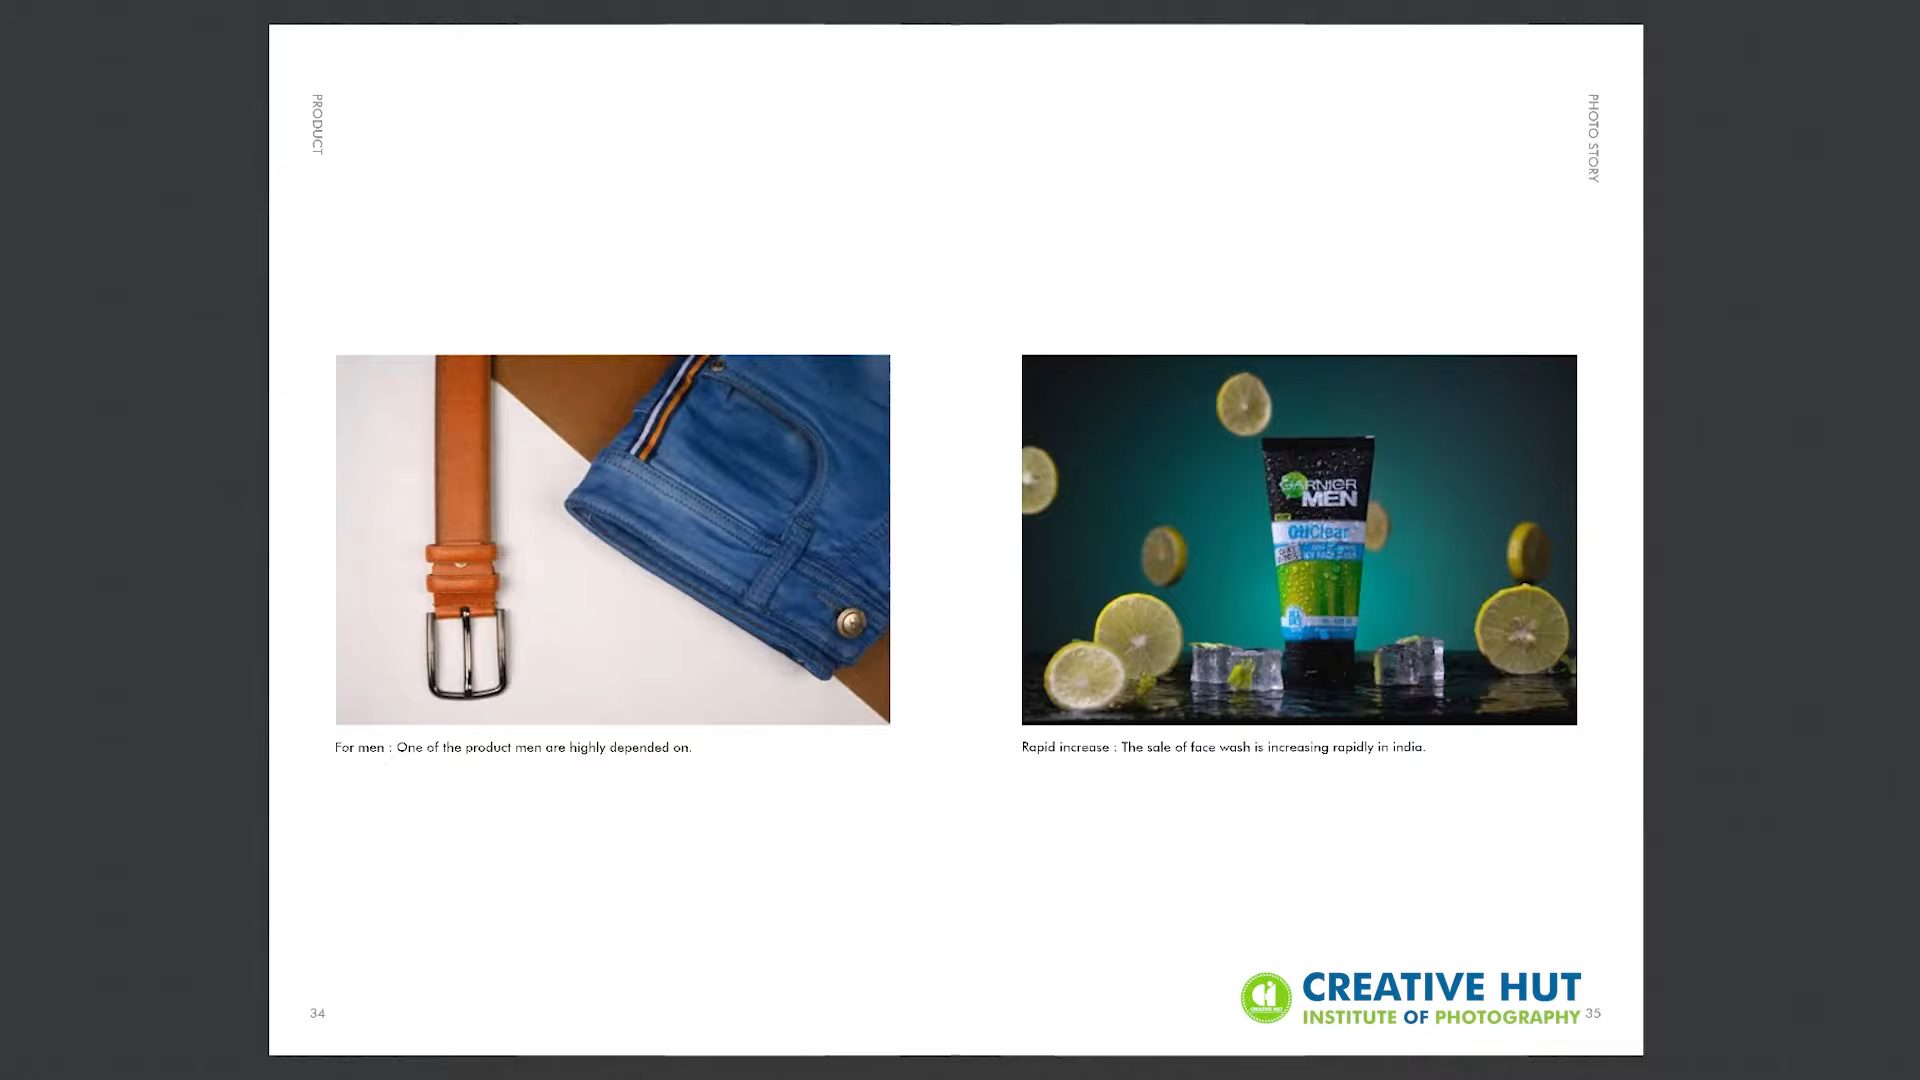 PRODUCT
PHOTO STORY
GARNIER
MEN
OilClear
For men : One of the product men are highly depended on.
Rapid increase : The sale of face wash is increasing rapidly in india.
CREATIVE HUT
INSTITUTE OF PHOTOGRAPHY
34
35